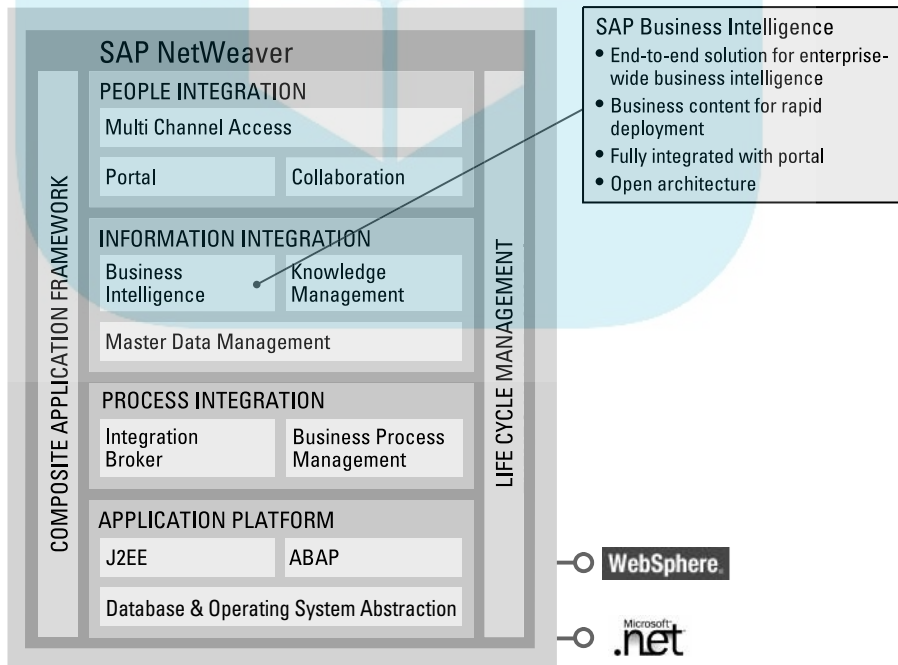 SAP NetWeaver
COMPOSITE APPLICATION FRAMEWORK
PEOPLE INTEGRATION
Multi Channel Access
Portal
Collaboration
INFORMATION INTEGRATION
Business
Intelligence
Knowledge
Management
Master Data Management
PROCESS INTEGRATION
Integration
Broker
Business Process
Management
APPLICATION PLATFORM
J2EE
ABAP
Database & Operating System Abstraction
LIFE CYCLE MANAGEMENT
SAP Business Intelligence
• End-to-end solution for enterprise-
wide business intelligence
• Business content for rapid
deployment
• Fully integrated with portal
• Open architecture
WebSphere.
Microsoft
.net